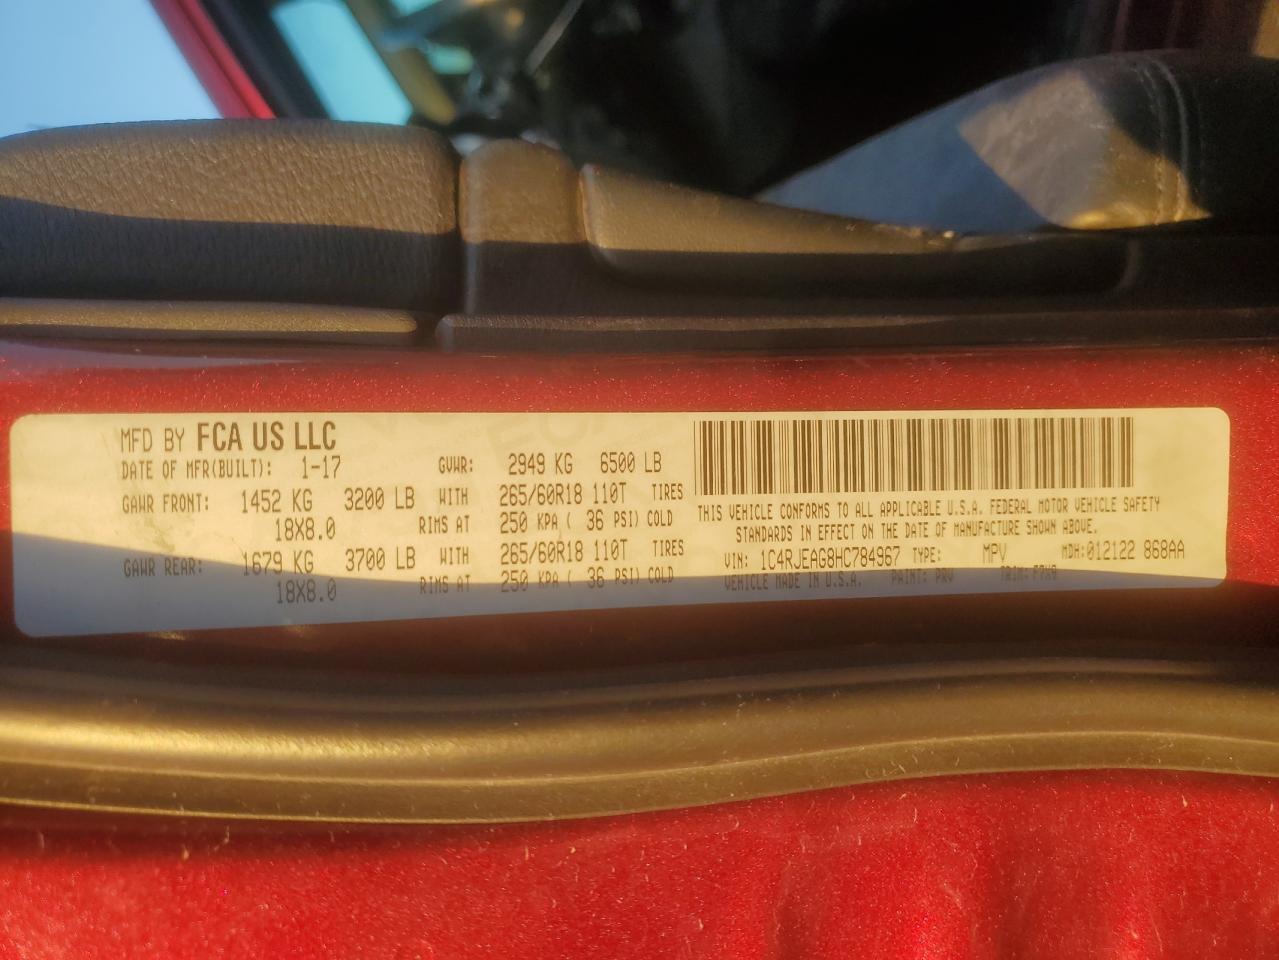 MFD BY FCA US LLC
DATE OF MFR(BUILT): 1-17 GVWR: 2949 KG 6500 LB
GAWR FRONT: 1452 KG 3200 LB WITH 265/60R18 110T TIRES
18X8.0 RIMS AT 250 KPA ( 36 PSI) COLD
GAWR REAR: 1679 KG 3700 LB WITH 265/60R18 110T TIRES
18X8.0 RIMS AT 250 KPA ( 36 PSI) COLD
THIS VEHICLE CONFORMS TO ALL APPLICABLE U.S.A. FEDERAL MOTOR VEHICLE SAFETY
STANDARDS IN EFFECT ON THE DATE OF MANUFACTURE SHOWN ABOVE.
VIN: 1C4RJEAG8HC784967 TYPE: MPV MDH:012122 868AA
VEHICLE MADE IN U.S.A. PAINT: PRV TRIM: